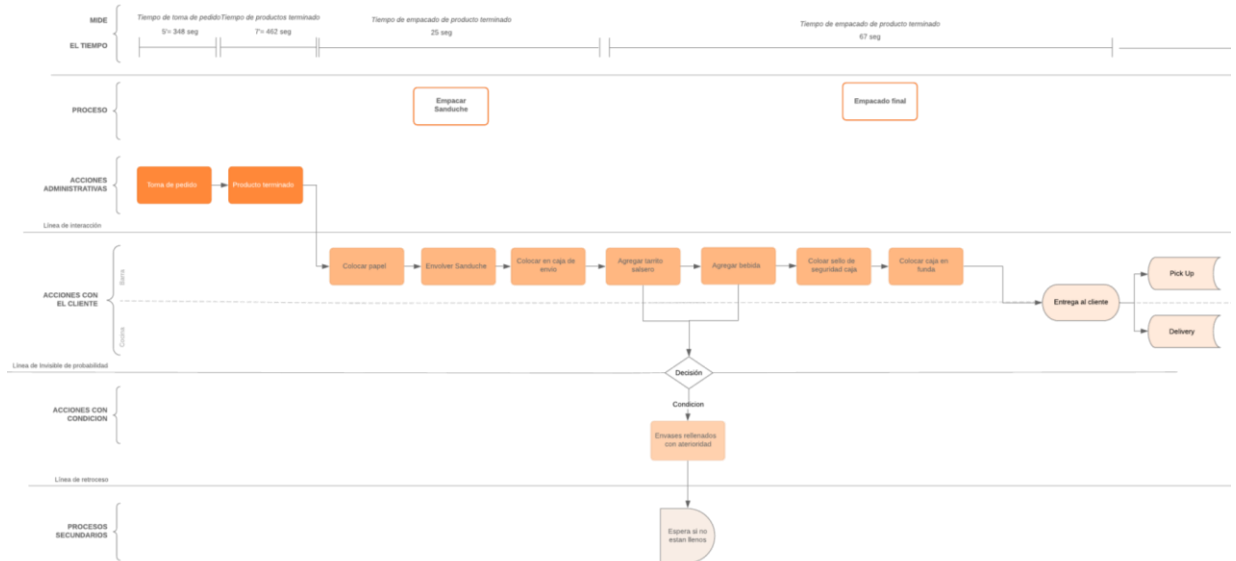 MIDE
EL TIEMPO
Tiempo de toma de pedido
5'= 348 seg
Tiempo de productos terminado
7'= 462 seg
Tiempo de empacado de producto terminado
25 seg
Tiempo de empacado de producto terminado
67 seg
PROCESO
Empacar
Sanduche
Empacado final
ACCIONES
ADMINISTRATIVAS
Toma de pedido
Producto terminado
Línea de interacción
ACCIONES CON
EL CLIENTE
Barra
Cocina
Colocar papel
Envolver Sanduche
Colocar en caja de
envio
Agregar tarrito
salsero
Agregar bebida
Coloar sello de
seguridad caja
Colocar caja en
funda
Entrega al cliente
Pick Up
Delivery
Línea de Invisible de probabilidad
Decisión
ACCIONES CON
CONDICION
Condicion
Envases rellenados
con aterioridad
Línea de retroceso
PROCESOS
SECUNDARIOS
Espera si no
estan llenos